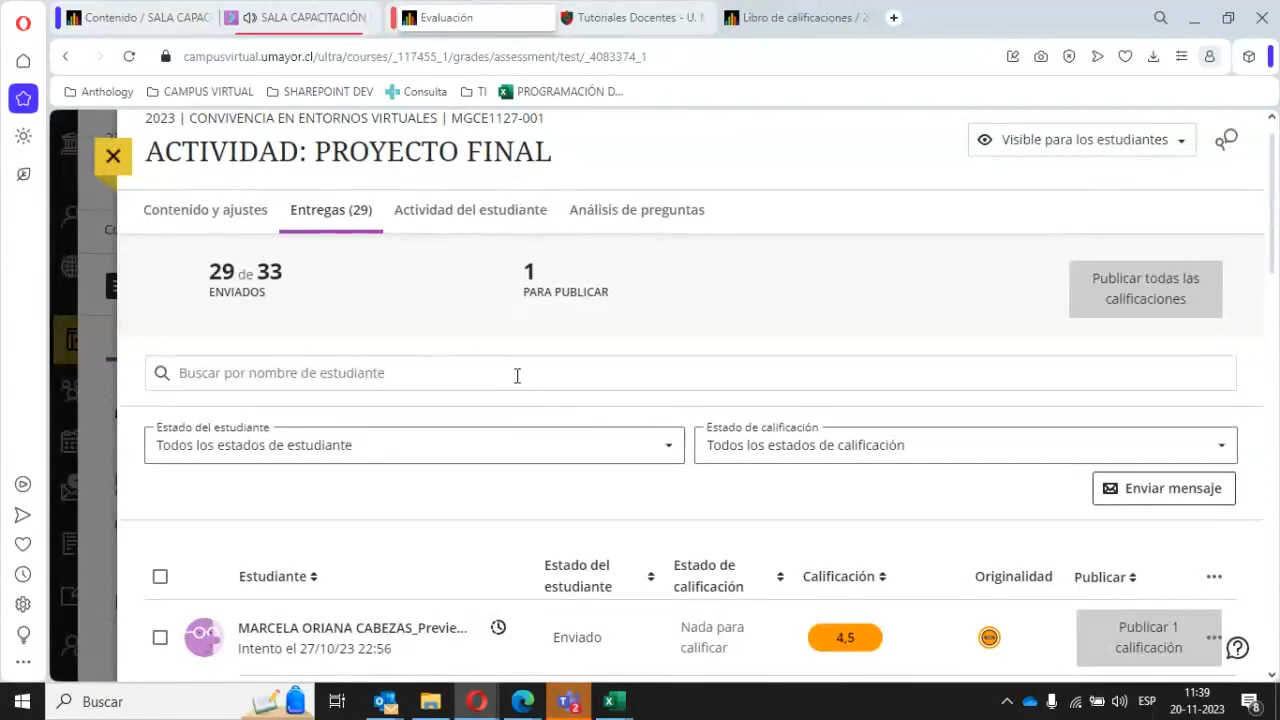 Contenido / SALA CAPAC
SALA CAPACITACIÓN
Evaluación
Tutoriales Docentes - U.
Libro de calificaciones / 2
campusvirtual.umayor.cl/ultra/courses/_117455_1/grades/assessment/test/_4083374_1
Anthology
CAMPUS VIRTUAL
SHAREPOINT DEV
Consulta
TI
PROGRAMACIÓN D...
2023 | CONVIVENCIA EN ENTORNOS VIRTUALES | MGCE1127-001
ACTIVIDAD: PROYECTO FINAL
Visible para los estudiantes
Contenido y ajustes
Entregas (29)
Actividad del estudiante
Análisis de preguntas
29 de 33
ENVIADOS
1
PARA PUBLICAR
Publicar todas las
calificaciones
Buscar por nombre de estudiante
Estado del estudiante
Todos los estados de estudiante
Estado de calificación
Todos los estados de calificación
Enviar mensaje
Estudiante
Estado del
estudiante
Estado de
calificación
Calificación
Originalidad
Publicar
MARCELA ORIANA CABEZAS_Previe...
Intento el 27/10/23 22:56
Enviado
Nada para
calificar
4,5
Publicar 1
calificación
Buscar
ESP
11:39
20-11-2023